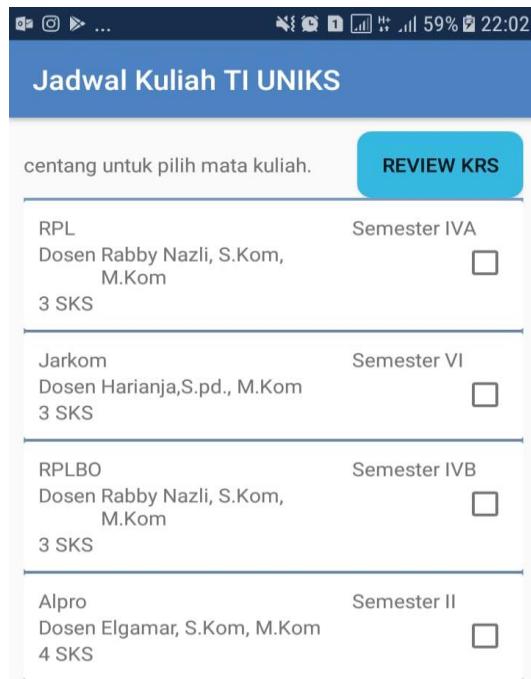 ... 1 59% 22:02
Jadwal Kuliah TI UNIKS
centang untuk pilih mata kuliah.
REVIEW KRS
RPL Semester IVA
Dosen Rabby Nazli, S.Kom,
M.Kom
3 SKS
Jarkom Semester VI
Dosen Harianja,S.pd., M.Kom
3 SKS
RPLBO Semester IVB
Dosen Rabby Nazli, S.Kom,
M.Kom
3 SKS
Alpro Semester II
Dosen Elgamar, S.Kom, M.Kom
4 SKS